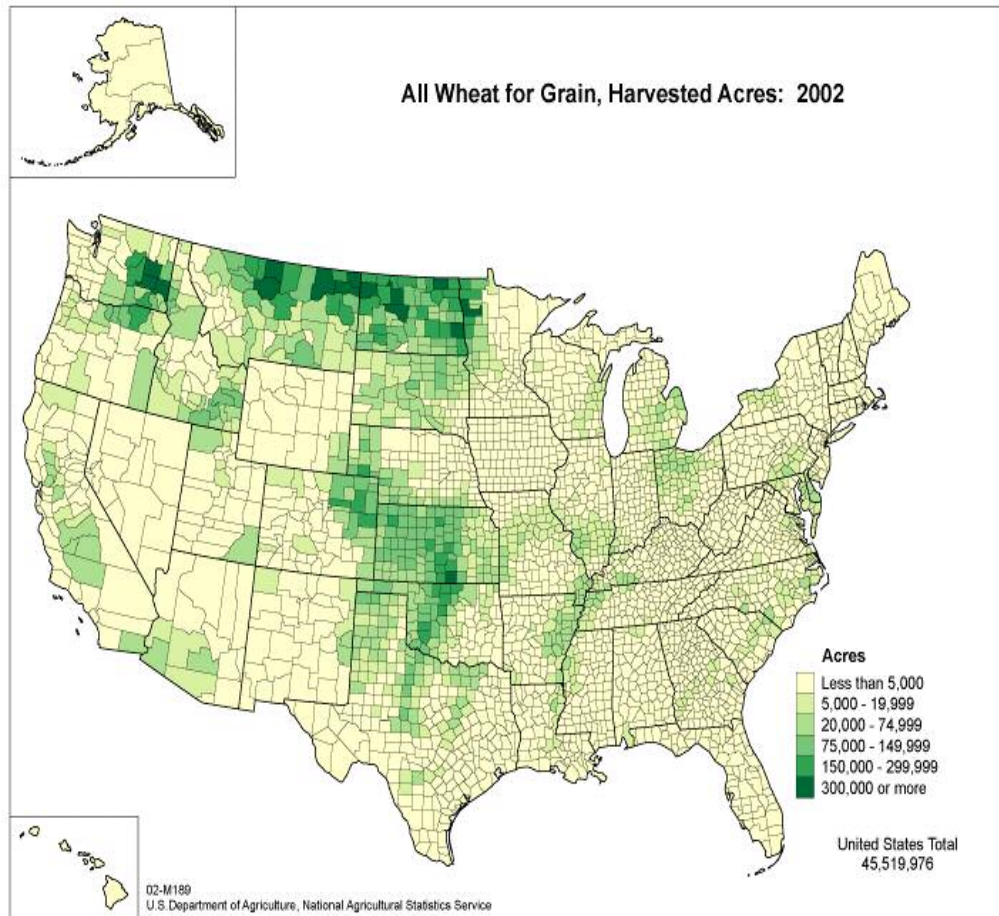 All Wheat for Grain, Harvested Acres: 2002
Acres
Less than 5,000
5,000 - 19,999
20,000 - 74,999
75,000 - 149,999
150,000 - 299,999
300,000 or more
United States Total
45,519,976
02-M189
U.S.Department of Agriculture, National Agricultural Statistics Service